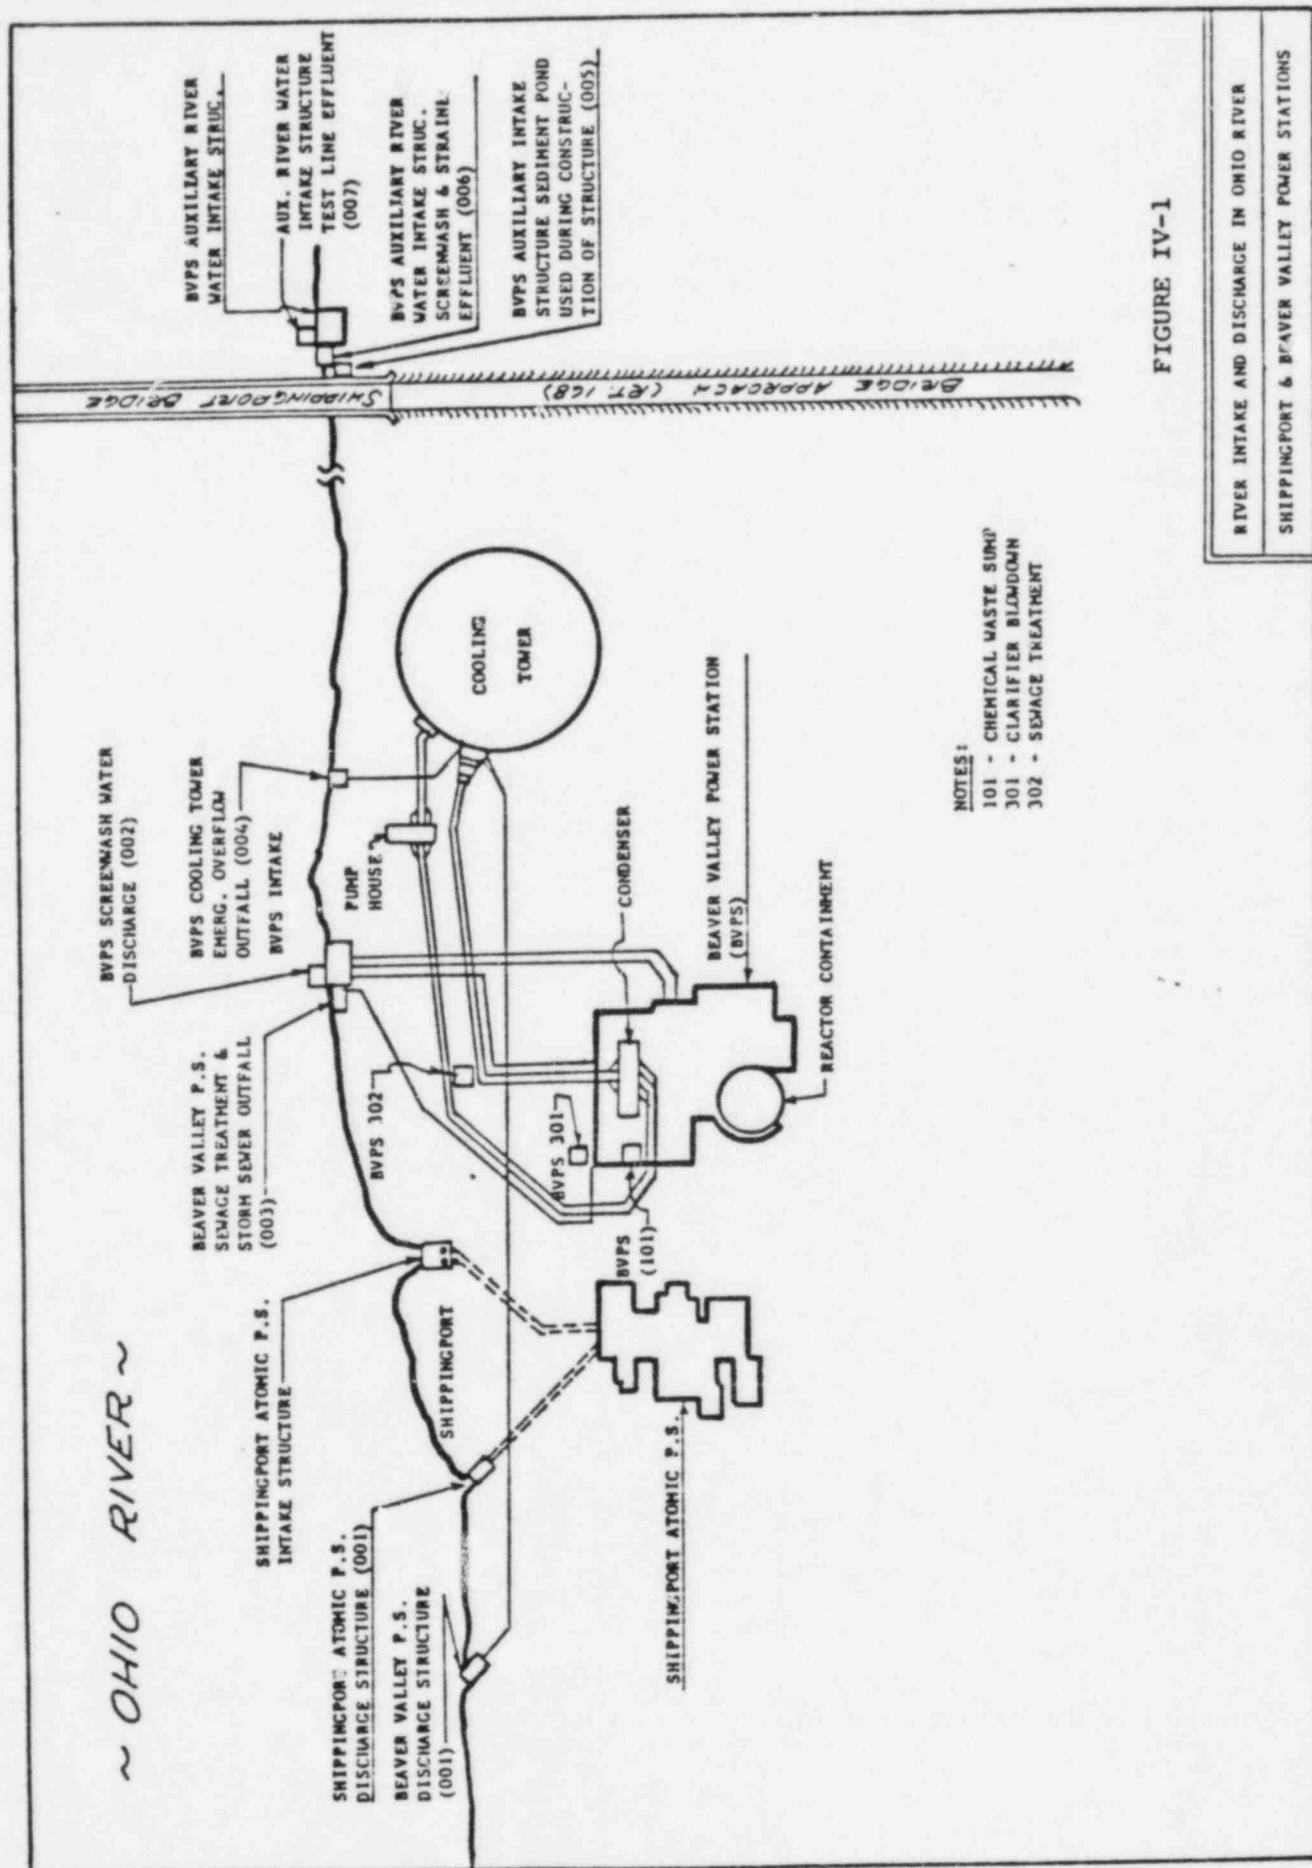 ~ OHIO RIVER ~
BVPS AUXILIARY RIVER
WATER INTAKE STRUC.
AUX. RIVER WATER
INTAKE STRUCTURE
TEST LINE EFFLUENT
(007)
BVPS AUXILIARY RIVER
WATER INTAKE STRUC.
SCREENWASH & STRAINE
EFFLUENT (006)
BVPS AUXILIARY INTAKE
STRUCTURE SEDIMENT POND
USED DURING CONSTRUC-
TION OF STRUCTURE (005)
SHIPPINGPORT BRIDGE
BRIDGE APPROACH (RT. 168)
BVPS SCREENWASH WATER
DISCHARGE (002)
BVPS COOLING TOWER
EMERG. OVERFLOW
OUTFALL (004)
BVPS INTAKE
PUMP
HOUSE
COOLING
TOWER
BEAVER VALLEY P.S.
SEWAGE TREATMENT &
STORM SEWER OUTFALL
(003)
BVPS 302
BVPS 301
BVPS
(101)
CONDENSER
BEAVER VALLEY POWER STATION
(BVPS)
REACTOR CONTAINMENT
SHIPPINGPORT ATOMIC P.S.
INTAKE STRUCTURE
SHIPPINGPORT
SHIPPINGPORT ATOMIC P.S.
DISCHARGE STRUCTURE (001)
BEAVER VALLEY P.S.
DISCHARGE STRUCTURE
(001)
SHIPPINGPORT ATOMIC P.S.
NOTES:
101 - CHEMICAL WASTE SUMP
301 - CLARIFIER BLOWDOWN
302 - SEWAGE TREATMENT
FIGURE IV-1
RIVER INTAKE AND DISCHARGE IN OHIO RIVER
SHIPPINGPORT & BEAVER VALLEY POWER STATIONS